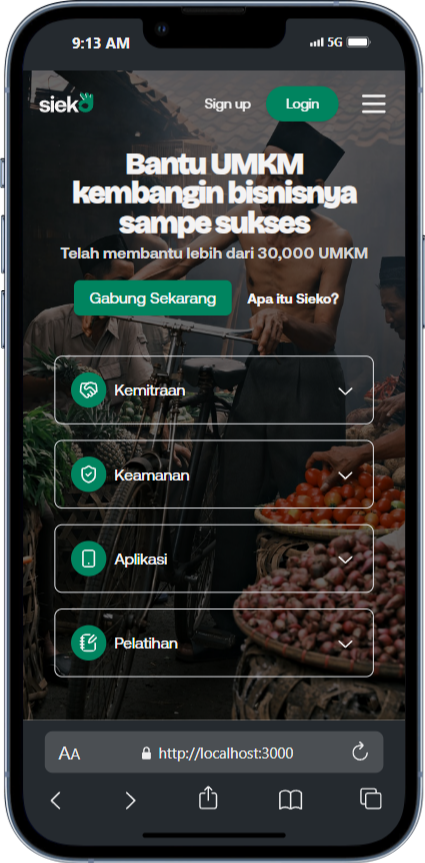 9:13 AM
5G
sieko
Sign up
Login
Bantu UMKM
kembangin bisnisnya
sampe sukses
Telah membantu lebih dari 30,000 UMKM
Gabung Sekarang
Apa itu Sieko?
Kemitraan
Keamanan
Aplikasi
Pelatihan
AA
http://localhost:3000